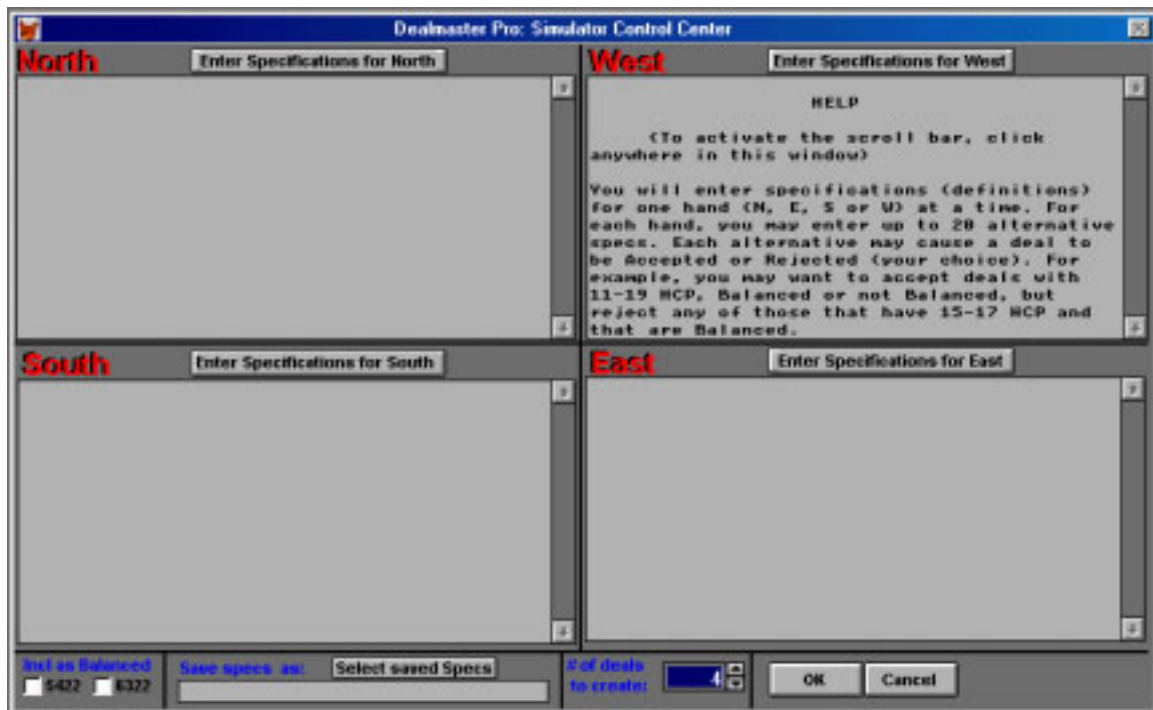 Dealmaster Pro: Simulator Control Center
North
Enter Specifications for North
West
Enter Specifications for West
HELP
(To activate the scroll bar, click
anywhere in this window)
You will enter specifications (definitions)
for one hand (N, E, S or W) at a time. For
each hand, you may enter up to 20 alternative
specs. Each alternative may cause a deal to
be Accepted or Rejected (your choice). For
example, you may want to accept deals with
11-19 HCP, Balanced or not Balanced, but
reject any of those that have 15-17 HCP and
that are Balanced.
South
Enter Specifications for South
East
Enter Specifications for East
Incl as Balanced
5422 6322
Save specs as:
Select saved Specs
# of deals
to create:
4
OK
Cancel